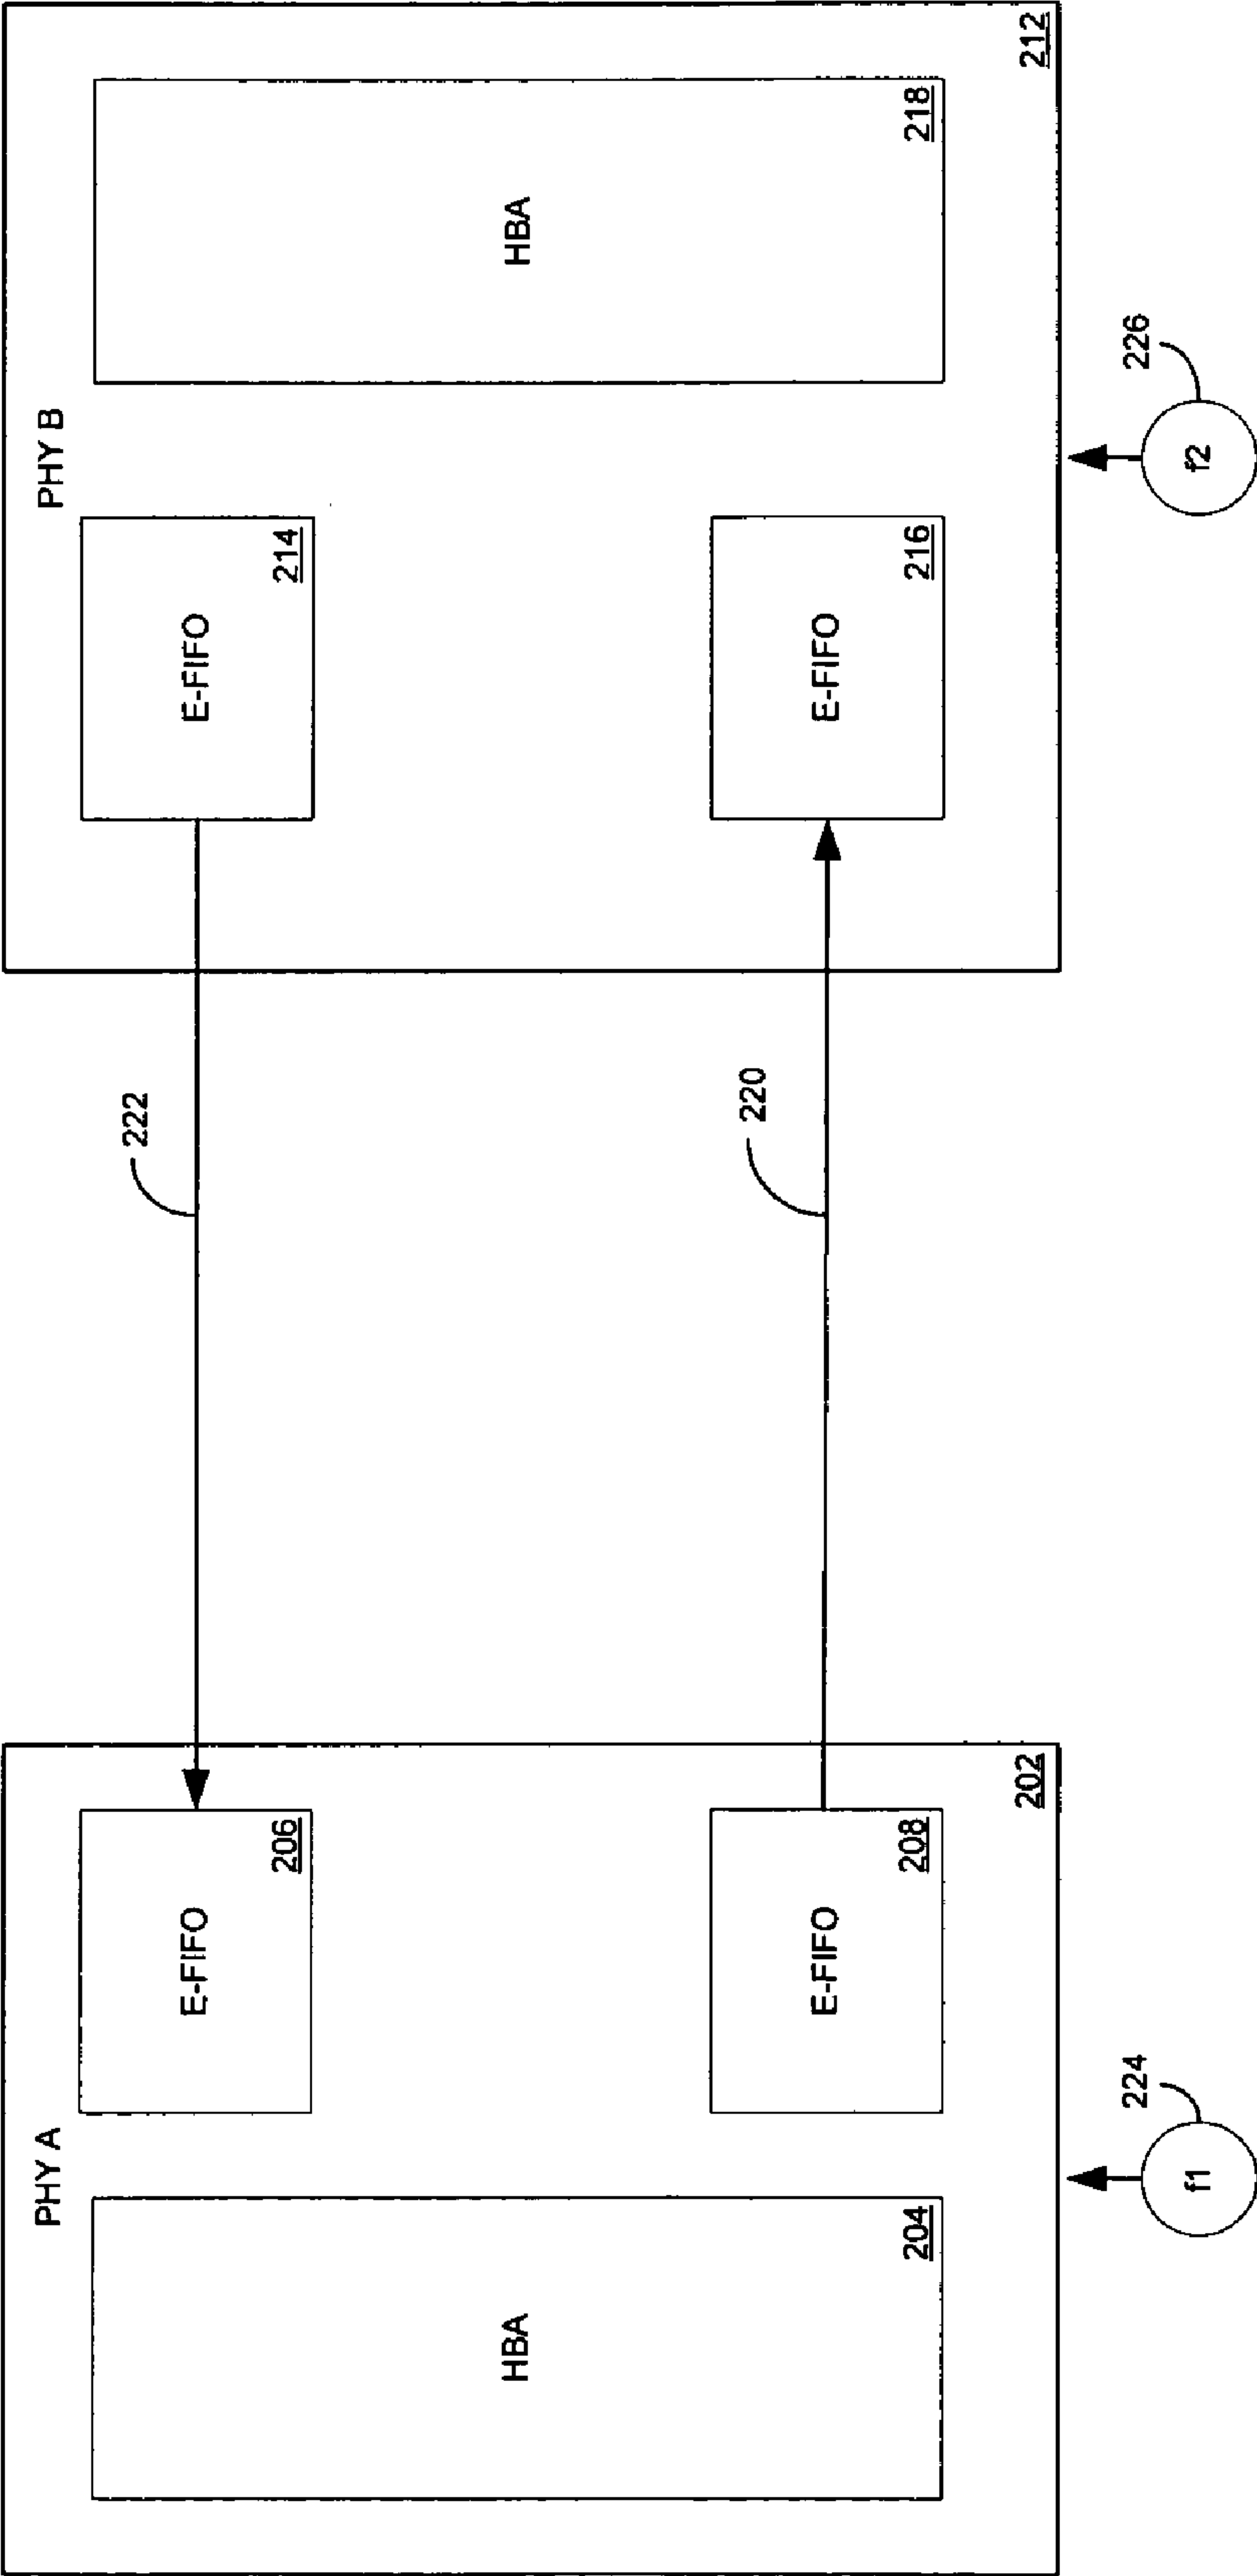 PHY A
HBA
204
E-FIFO
206
E-FIFO
208
202
f1
224
222
220
PHY B
E-FIFO
214
E-FIFO
216
HBA
218
212
f2
226